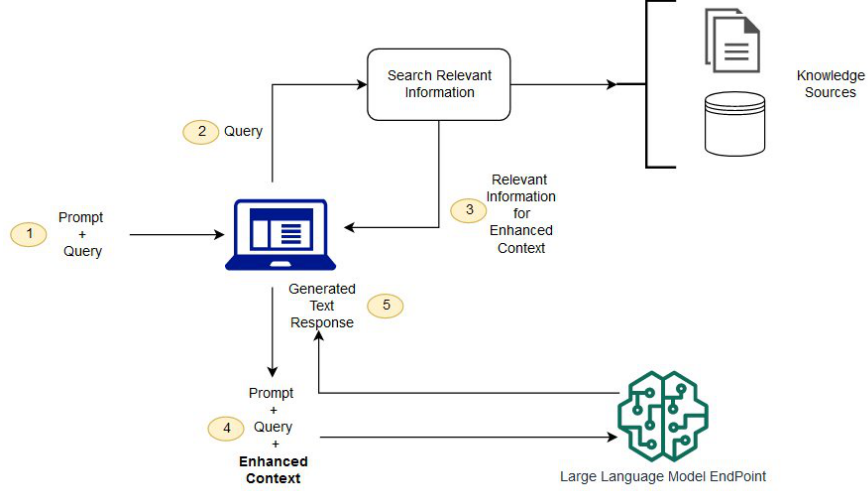 Search Relevant
Information
Knowledge
Sources
2
Query
3
Relevant
Information
for
Enhanced
Context
1
Prompt
+
Query
Generated
Text
Response
5
4
Prompt
+
Query
+
Enhanced
Context
Large Language Model EndPoint